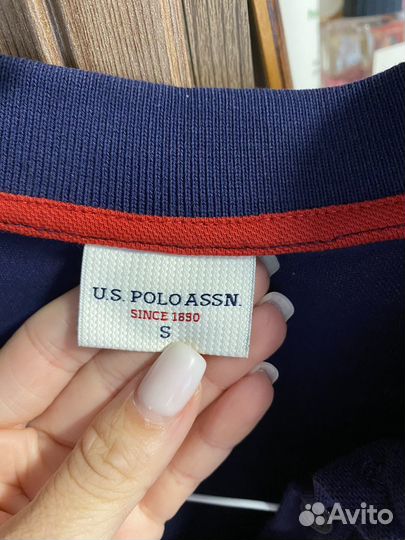 U.S. POLO ASSN.
SINCE 1890
S
Avito